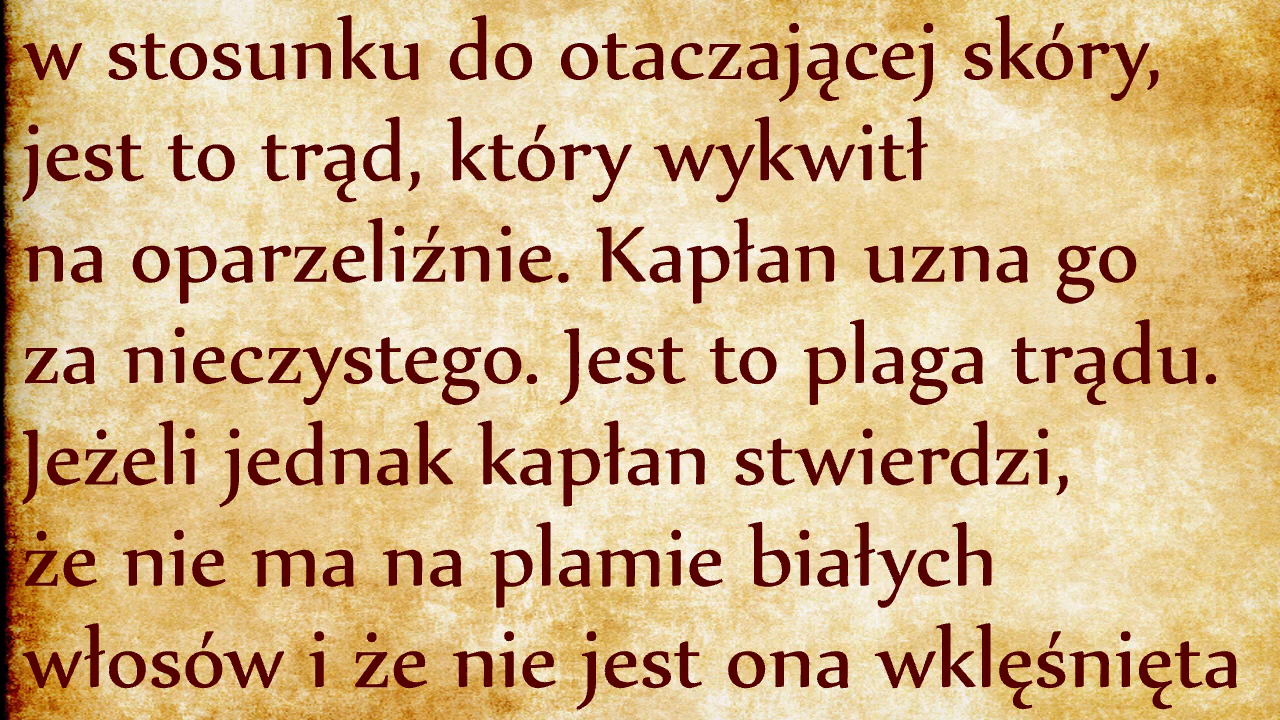 w stosunku do otaczającej skóry,
jest to trąd, który wykwitł
na oparzeliźnie. Kapłan uzna go
za nieczystego. Jest to plaga trądu.
Jeżeli jednak kapłan stwierdzi,
że nie ma na plamie białych
włosów i że nie jest ona wklęśnięta